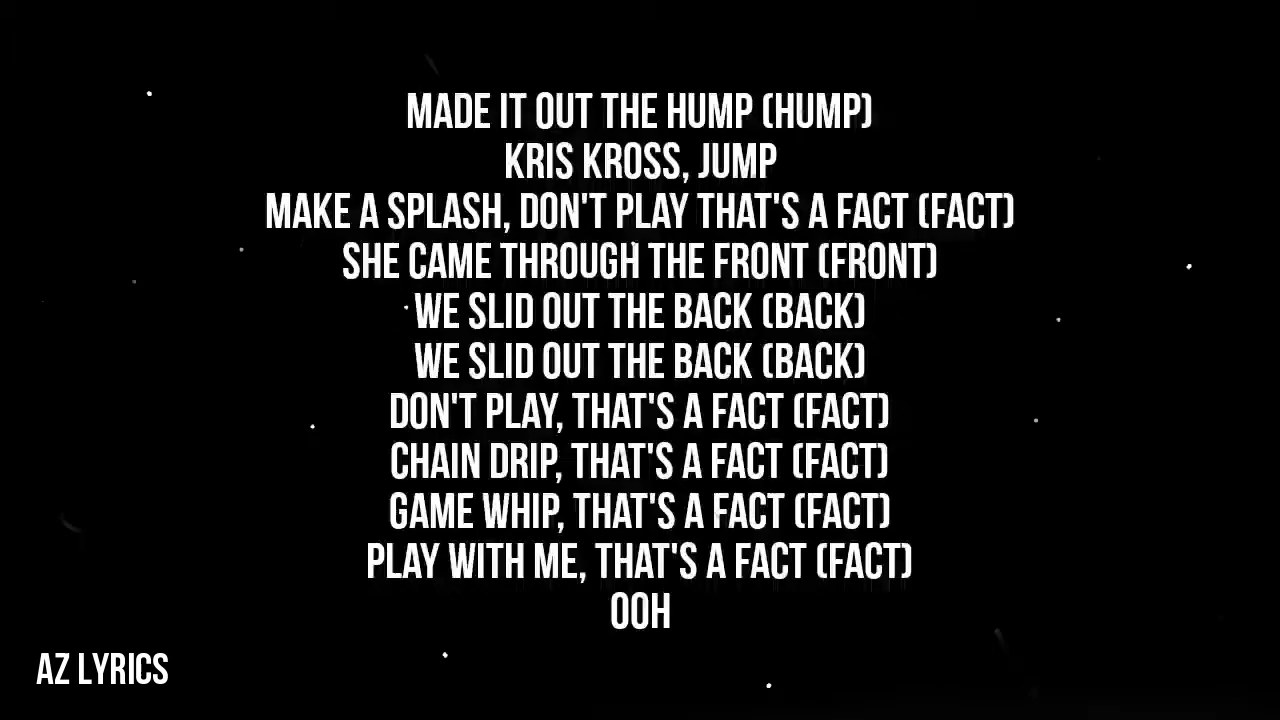 MADE IT OUT THE HUMP (HUMP)
KRIS KROSS, JUMP
MAKE A SPLASH, DON'T PLAY THAT'S A FACT (FACT)
SHE CAME THROUGH THE FRONT (FRONT)
WE SLID OUT THE BACK (BACK)
WE SLID OUT THE BACK (BACK)
DON'T PLAY, THAT'S A FACT (FACT)
CHAIN DRIP, THAT'S A FACT (FACT)
GAME WHIP, THAT'S A FACT (FACT)
PLAY WITH ME, THAT'S A FACT (FACT)
OOH
AZ LYRICS